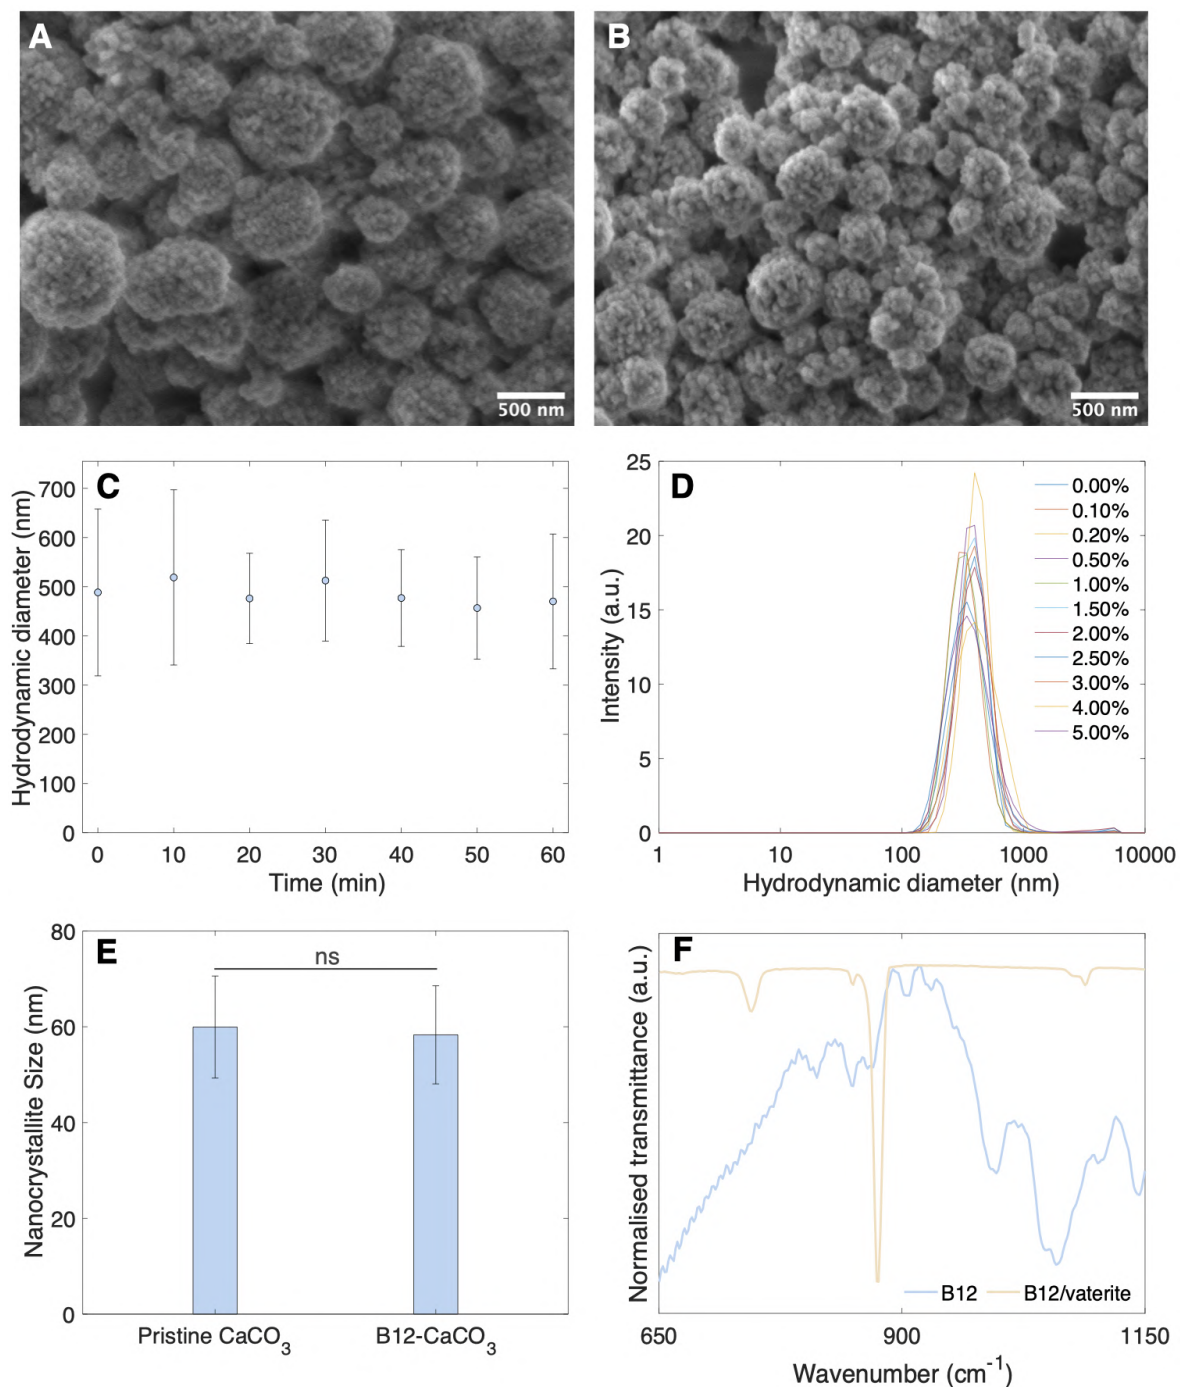 A
500 nm
B
500 nm
C
Hydrodynamic diameter (nm)
700
600
500
400
300
200
100
0
0 10 20 30 40 50 60
Time (min)
D
Intensity (a.u.)
25
20
15
10
5
0
0.00%
0.10%
0.20%
0.50%
1.00%
1.50%
2.00%
2.50%
3.00%
4.00%
5.00%
1 10 100 1000 10000
Hydrodynamic diameter (nm)
E
Nanocrystallite Size (nm)
80
60
40
20
0
ns
Pristine CaCO3 B12-CaCO3
F
Normalised transmittance (a.u.)
B12 B12/vaterite
650 900 1150
Wavenumber (cm-1)